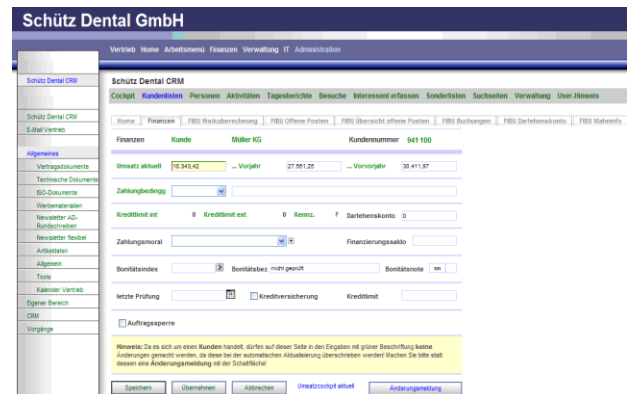 Schütz Dental GmbH
Vertrieb Home Arbeitsmenü Finanzen Verwaltung IT Administration
Schütz Dental CRM
Schütz Dental CRM
Cockpit Kundenlisten Personen Aktivitäten Tagesberichte Besuche Interessent erfassen Sonderlisten Suchseiten Verwaltung User-Hinweis
Schütz Dental CRM
E-Mail Vertrieb
Home Finanzen FIBU Risikoberechnung FIBU Offene Posten FIBU Übersicht offene Posten FIBU Buchungen FIBU Darlehenskonto FIBU Mahninfo
Finanzen Kunde Müller KG Kundennummer 941100
Allgemeines
Vertragsdokumente
Technische Dokumente
ISO-Dokumente
Werbematerialien
Newsletter AD-
Rundschreiben
Newsletter flexibel
Artikeldaten
Allgemein
Tools
Kalender Vertrieb
Eigener Bereich
CRM
Vorgänge
Umsatz aktuell 10.343,42 ... Vorjahr 27.561,25 ... Vorvorjahr 30.411,97
Zahlungbedingg
Kreditlimit int 0 Kreditlimit ext 0 Kennz. F Darlehenskonto 0
Zahlungsmoral Finanzierungssaldo
Bonitätsindex Bonitätsbez nicht geprüft Bonitätsnote
letzte Prüfung Kreditversicherung Kreditlimit
Auftragssperre
Hinweis: Da es sich um einen Kunden handelt, dürfen auf dieser Seite in den Eingaben mit grüner Beschriftung keine
Änderungen gemacht werden, da diese bei der automatischen Aktualisierung überschrieben werden! Machen Sie bitte statt
dessen eine Änderungsmeldung mit der Schaltfläche!
Speichern Übernehmen Abbrechen Umsatzcockpit aktuell Änderungsmeldung